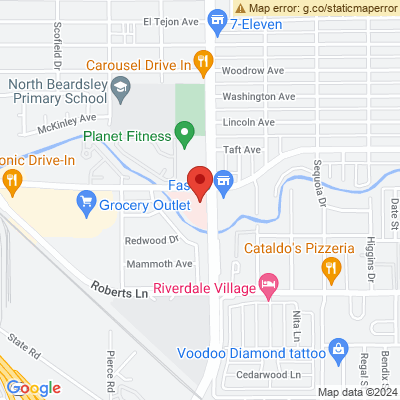 Map error: g.co/staticmaperror
El Tejon Ave
Scofield Dr
7-Eleven
Carousel Drive In
Woodrow Ave
North Beardsley
Primary School
Washington Ave
McKinley Ave
Lincoln Ave
Planet Fitness
Taft Ave
onic Drive-In
Sequoia Dr
Fas
Grocery Outlet
Date St
Redwood Dr
Cataldo's Pizzeria
Higgins Dr
Mammoth Ave
Roberts Ln
Riverdale Village
Nita Ln
State Rd
Pierce Rd
Voodoo Diamond tattoo
Regal S
Bendix S
Cedarwood Ln
Google
Map data ©2024